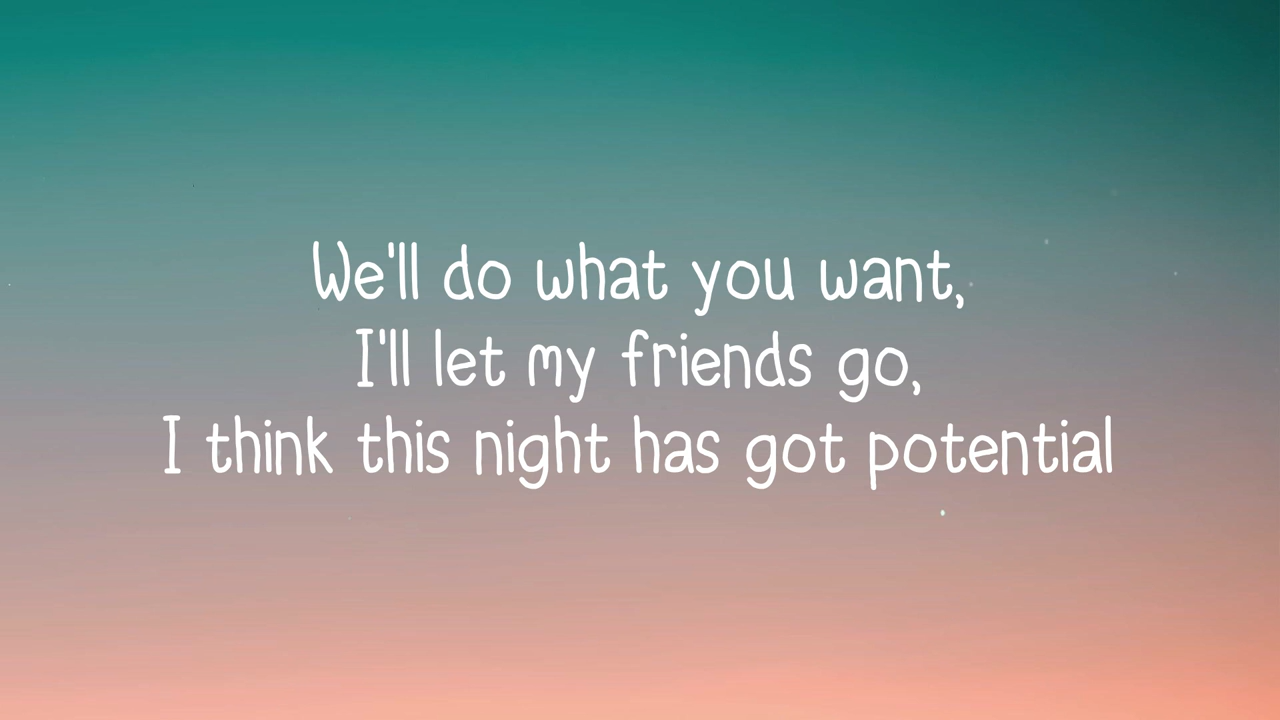 We'll do what you want,
I'll let my friends go,
I think this night has got potential